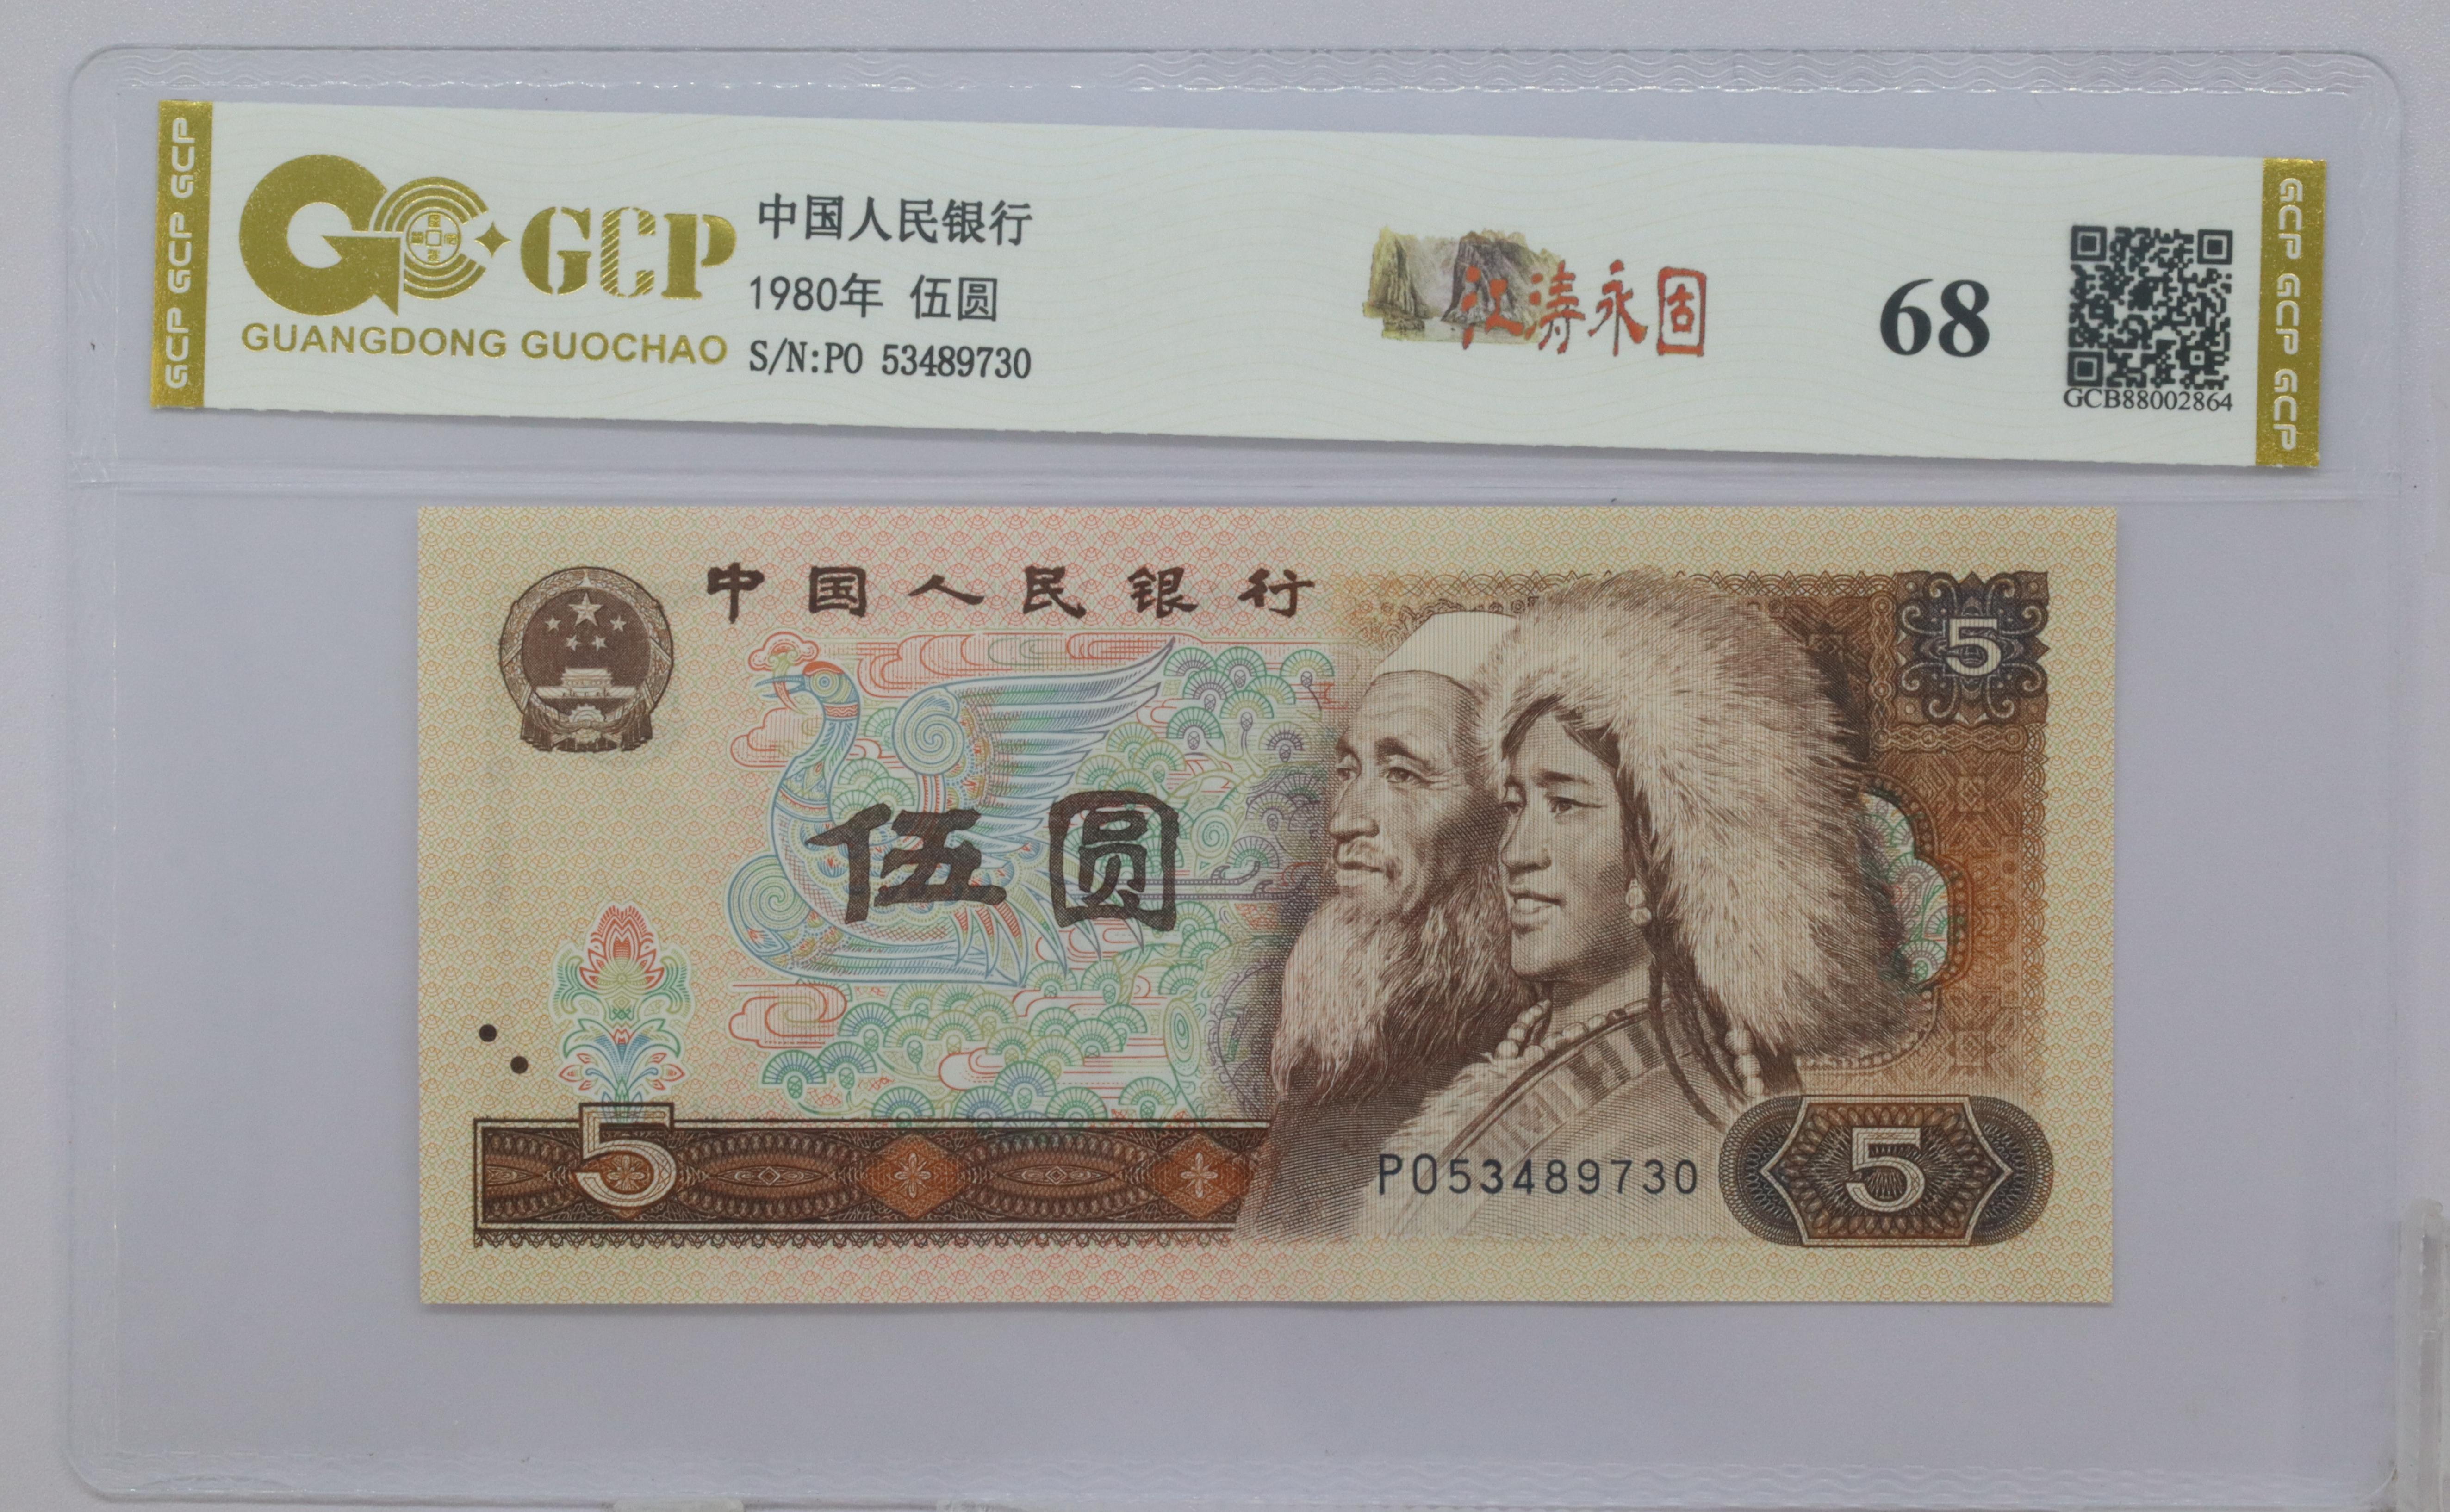 GCP GCP GCP
GCP
GUANGDONG GUOCHAO
中国人民银行
1980年 伍圆
S/N:PO 53489730
江涛永固
68
GCB88002864
GCP GCP GCP
中国人民银行
5
伍圆
5
PO53489730
5